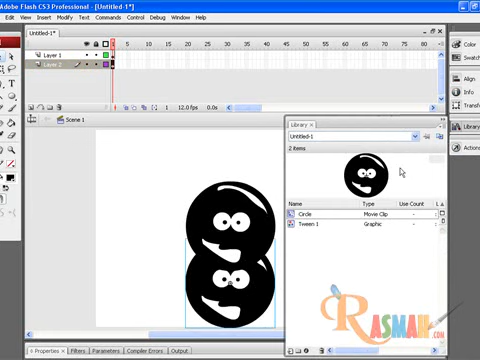 Adobe Flash CS3 Professional - [Untitled-1*]
Edit View Insert Modify Text Commands Control Debug Window Help
Untitled-1*
1 5 10 15 20 25 30 35 40 45 50 55 60 65 70 75 80
Layer 1
Layer 2
1 12.0 fps 0.0s
Scene 1
Library
Untitled-1
2 items
Name Type Use Count L
Circle Movie Clip -
Tween 1 Graphic -
Color
Swatch
Align
Info
Transf
Library
Actions
RASMAIH.COM
Properties Filters Parameters Compiler Errors Output